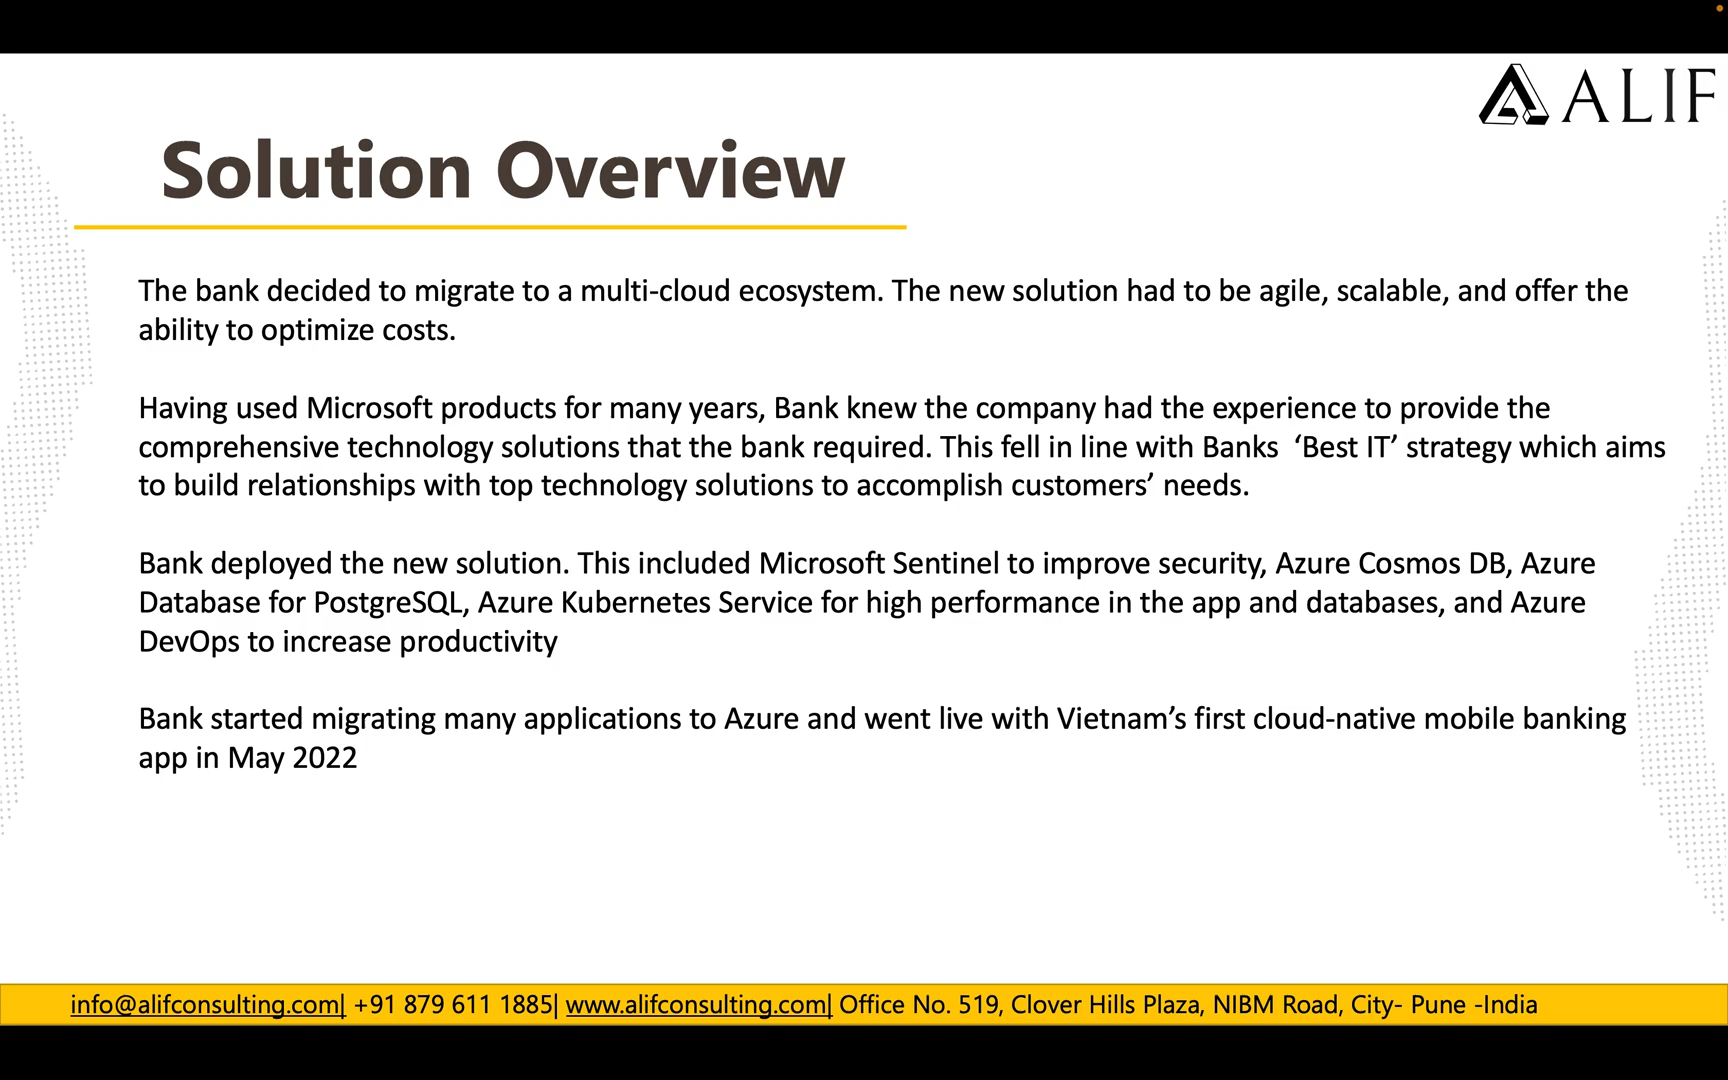 ALIF
Solution Overview
The bank decided to migrate to a multi-cloud ecosystem. The new solution had to be agile, scalable, and offer the
ability to optimize costs.
Having used Microsoft products for many years, Bank knew the company had the experience to provide the
comprehensive technology solutions that the bank required. This fell in line with Banks  ‘Best IT’ strategy which aims
to build relationships with top technology solutions to accomplish customers’ needs.
Bank deployed the new solution. This included Microsoft Sentinel to improve security, Azure Cosmos DB, Azure
Database for PostgreSQL, Azure Kubernetes Service for high performance in the app and databases, and Azure
DevOps to increase productivity
Bank started migrating many applications to Azure and went live with Vietnam’s first cloud-native mobile banking
app in May 2022
info@alifconsulting.com| +91 879 611 1885| www.alifconsulting.com| Office No. 519, Clover Hills Plaza, NIBM Road, City- Pune -India